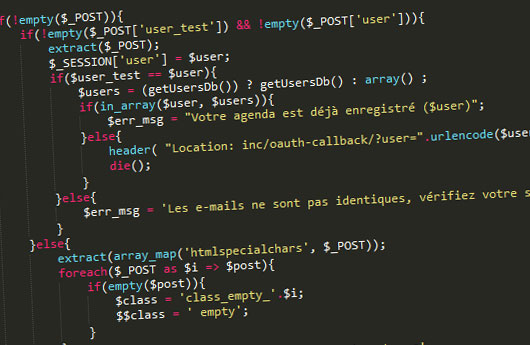 f(!empty($_POST)){
if(!empty($_POST['user_test']) && !empty($_POST['user'])){
extract($_POST);
$_SESSION['user'] = $user;
if($user_test == $user){
$users = (getUsersDb()) ? getUsersDb() : array() ;
if(in_array($user, $users)){
$err_msg = "Votre agenda est déjà enregistré ($user)";
}else{
header( "Location: inc/oauth-callback/?user=".urlencode($use
die();
}
}else{
$err_msg = 'Les e-mails ne sont pas identiques, vérifiez votre s
}
}else{
extract(array_map('htmlspecialchars', $_POST));
foreach($_POST as $i => $post){
if(empty($post)){
$class = 'class_empty_'.$i;
$$class = ' empty';
}